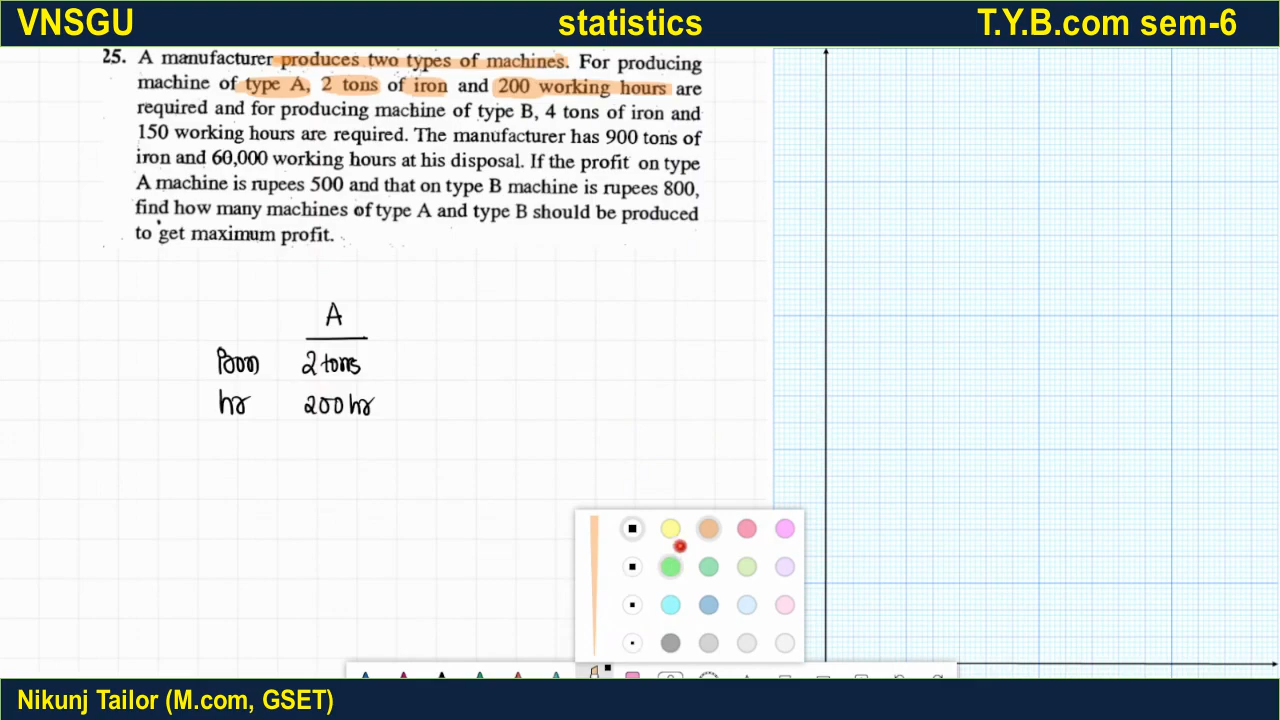 VNSGU statistics T.Y.B.com sem-6
25. A manufacturer produces two types of machines. For producing
machine of type A, 2 tons of iron and 200 working hours are
required and for producing machine of type B, 4 tons of iron and
150 working hours are required. The manufacturer has 900 tons of
iron and 60,000 working hours at his disposal. If the profit on type
A machine is rupees 500 and that on type B machine is rupees 800,
find how many machines of type A and type B should be produced
to get maximum profit.
A
2 tons
hr 200 hr
Nikunj Tailor (M.com, GSET)